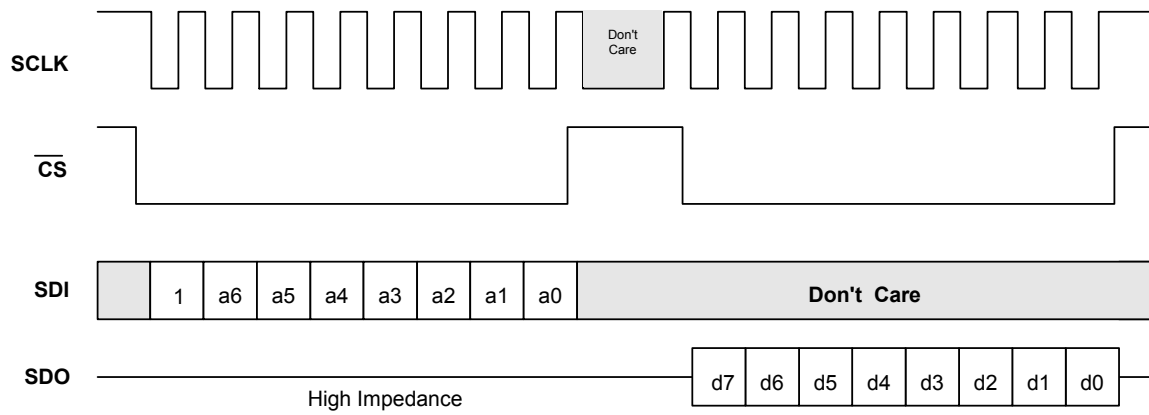 Don't
Care
SCLK
CS
SDI
1 a6 a5 a4 a3 a2 a1 a0
Don't Care
SDO
High Impedance
d7 d6 d5 d4 d3 d2 d1 d0